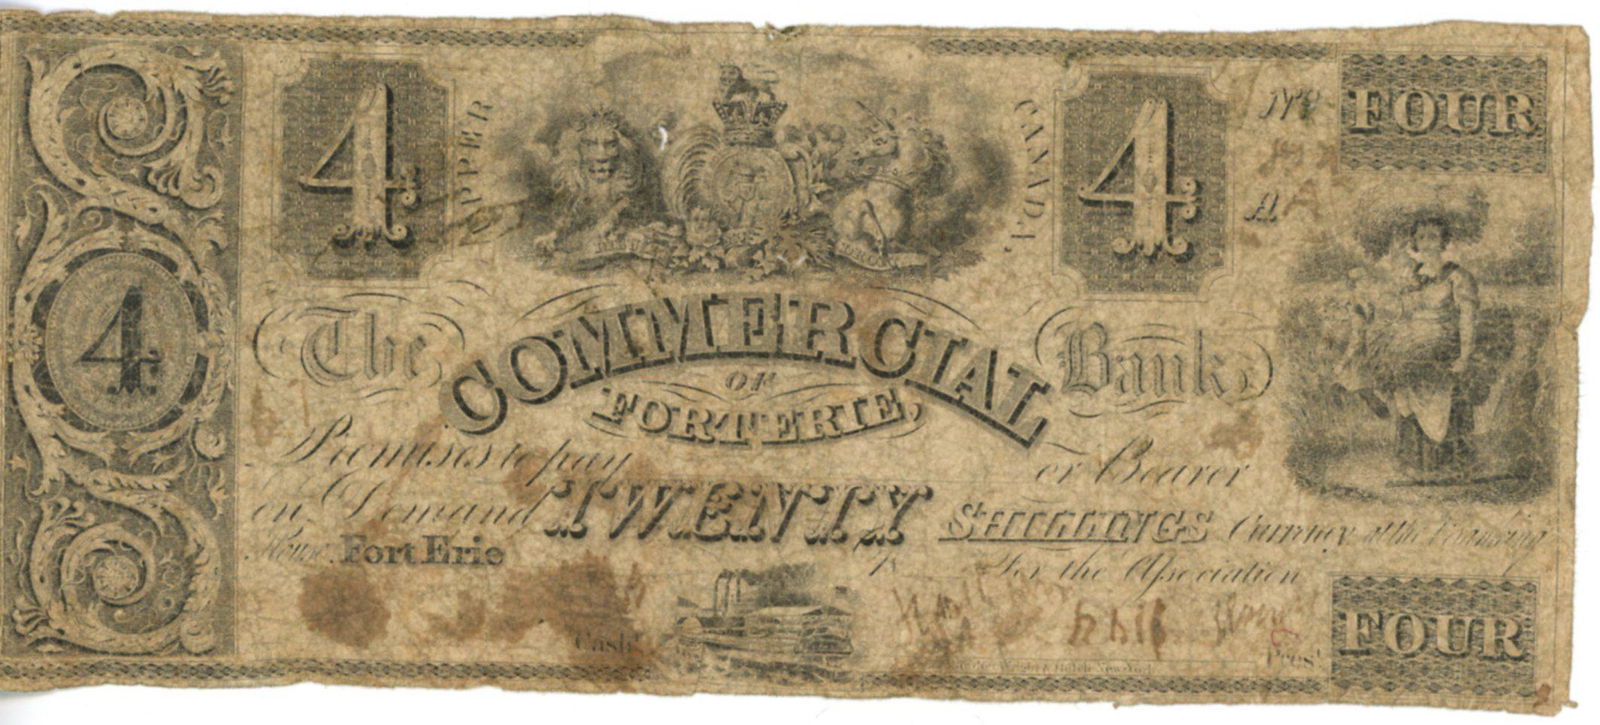 4 UPPER CANADA. 4 Nº FOUR
A A
4
The COMMERCIAL Bank
OF
FORT ERIE,
Promises to pay or Bearer
on Demand TWENTY SHILLINGS Currency at the Banking
House. Fort Erie For the Association
Cash.r
Pres.t
FOUR